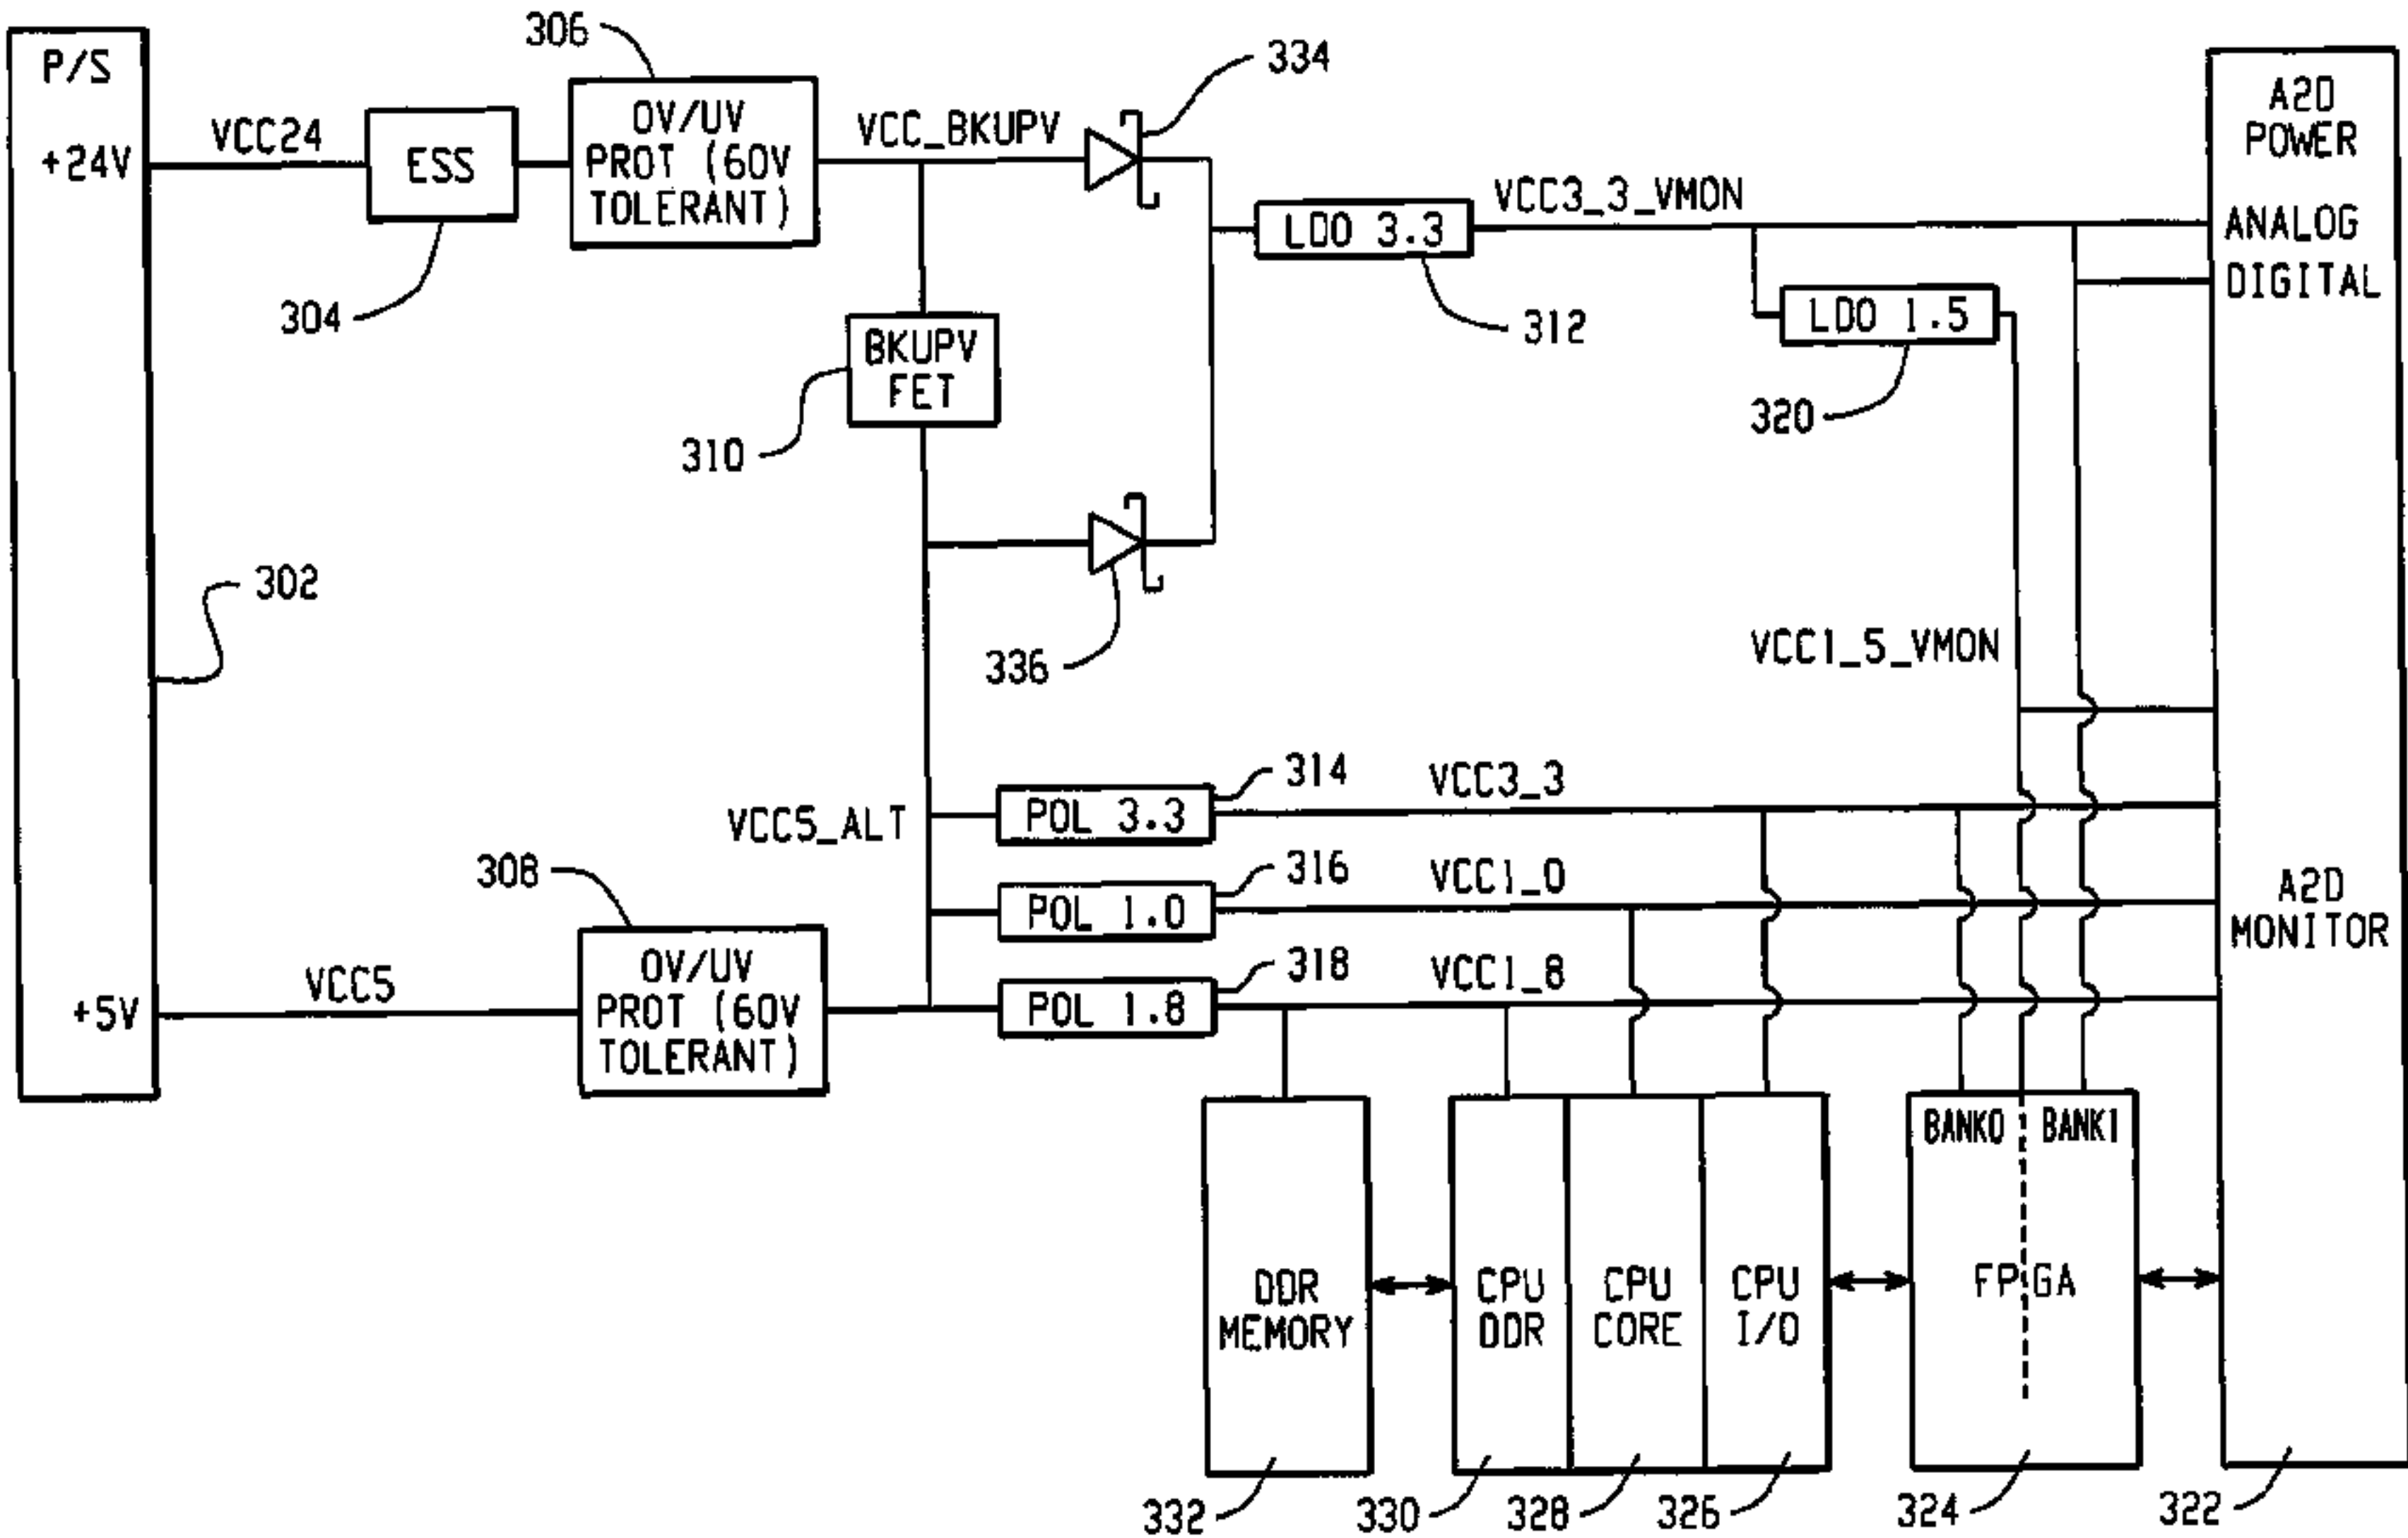 306
334
P/S
OV/UV
PROT (60V
TOLERANT)
A2D
POWER
VCC24
VCC_BKUPV
+24V
ESS
VCC3_3_VMON
LDO 3.3
ANALOG
DIGITAL
304
312
LDO 1.5
BKUPV
FET
320
310
302
336
VCC1_5_VMON
314
VCC3_3
POL 3.3
VCC5_ALT
308
316
VCC1_0
POL 1.0
A2D
MONITOR
318
VCC1_8
OV/UV
PROT (60V
TOLERANT)
VCC5
+5V
POL 1.8
BANK0
BANK1
DDR
MEMORY
CPU
DDR
CPU
CORE
CPU
I/O
FPGA
332
330
328
326
324
322